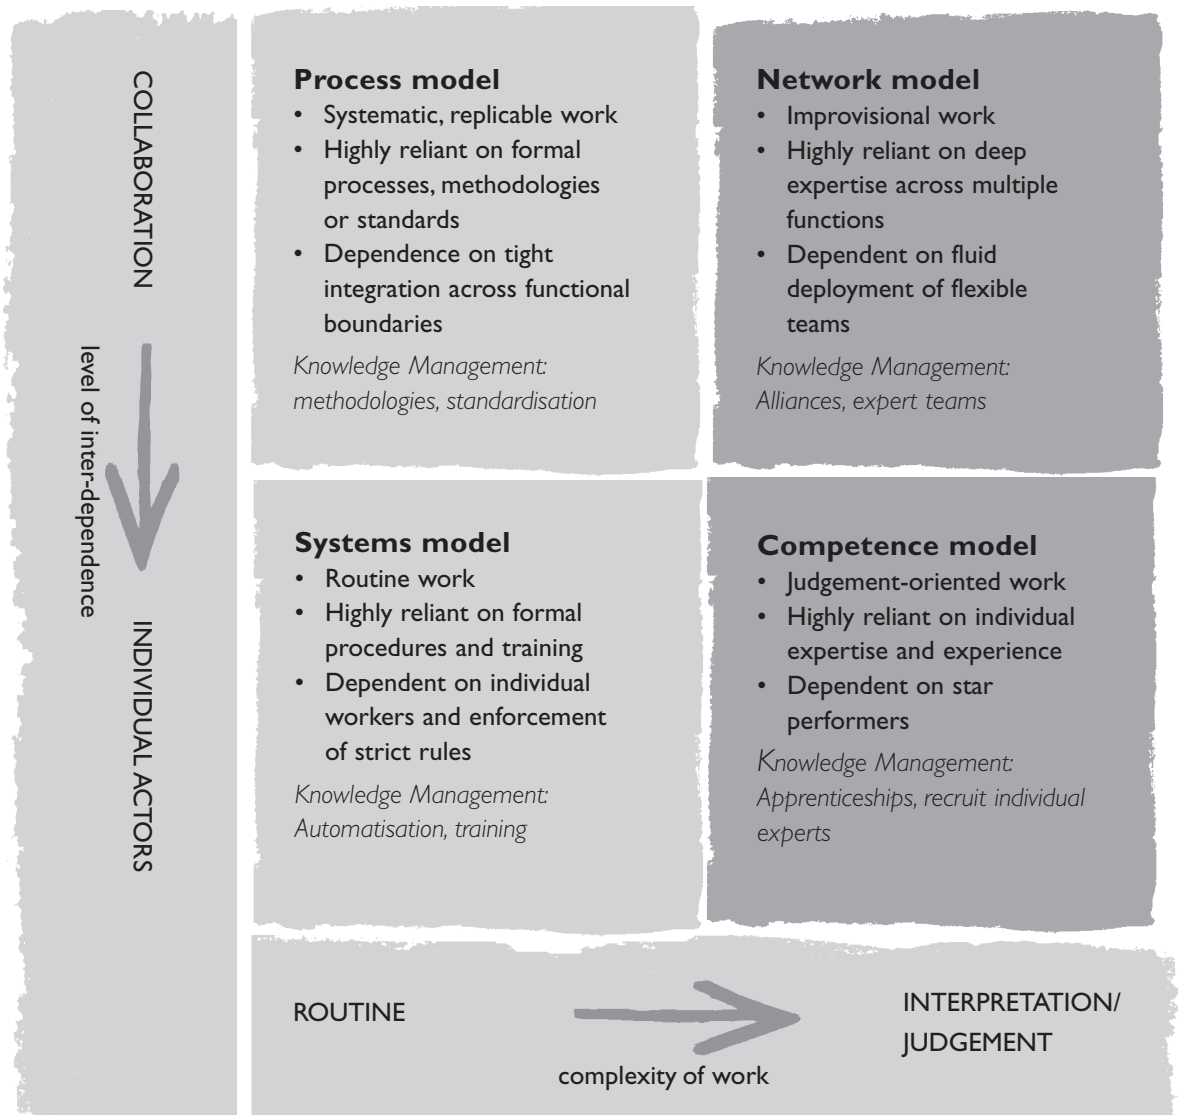 COLLABORATION
level of inter-dependence
INDIVIDUAL ACTORS
Process model
• Systematic, replicable work
• Highly reliant on formal
processes, methodologies
or standards
• Dependence on tight
integration across functional
boundaries
Knowledge Management:
methodologies, standardisation
Network model
• Improvisional work
• Highly reliant on deep
expertise across multiple
functions
• Dependent on fluid
deployment of flexible
teams
Knowledge Management:
Alliances, expert teams
Systems model
• Routine work
• Highly reliant on formal
procedures and training
• Dependent on individual
workers and enforcement
of strict rules
Knowledge Management:
Automatisation, training
Competence model
• Judgement-oriented work
• Highly reliant on individual
expertise and experience
• Dependent on star
performers
Knowledge Management:
Apprenticeships, recruit individual
experts
ROUTINE
complexity of work
INTERPRETATION/
JUDGEMENT